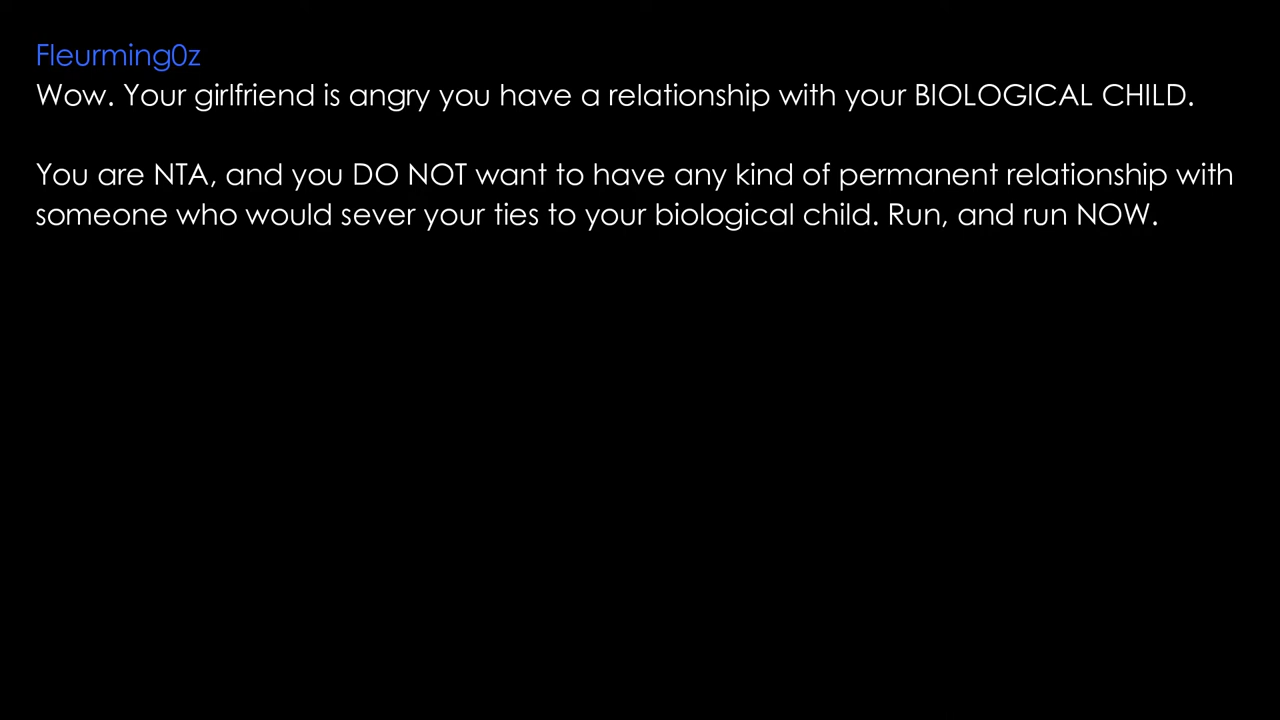 Fleurming0z
Wow. Your girlfriend is angry you have a relationship with your BIOLOGICAL CHILD.
You are NTA, and you DO NOT want to have any kind of permanent relationship with
someone who would sever your ties to your biological child. Run, and run NOW.